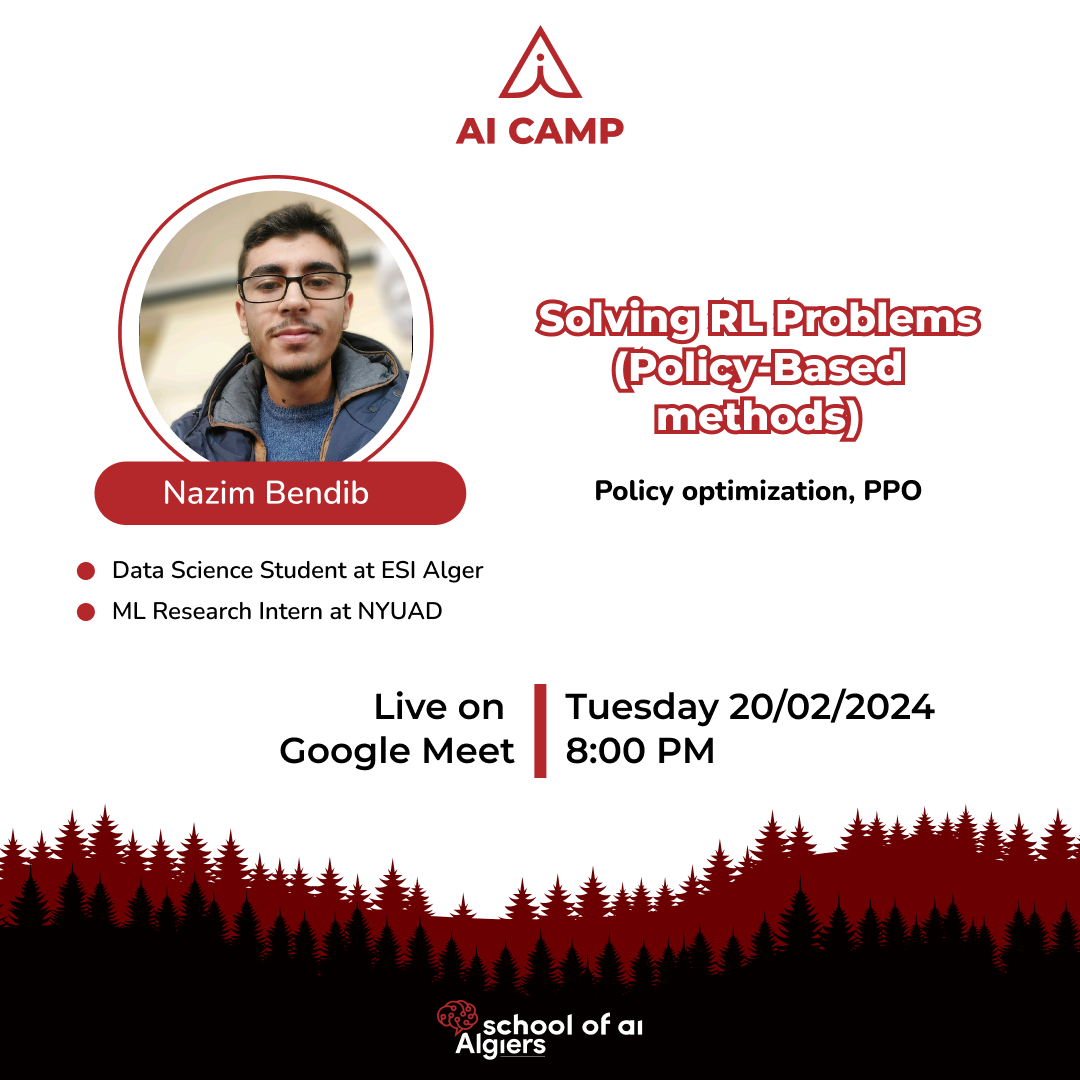 AI CAMP
Solving RL Problems
(Policy-Based
methods)
Policy optimization, PPO
Nazim Bendib
Data Science Student at ESI Alger
ML Research Intern at NYUAD
Live on
Google Meet
Tuesday 20/02/2024
8:00 PM
school of ai
Algiers